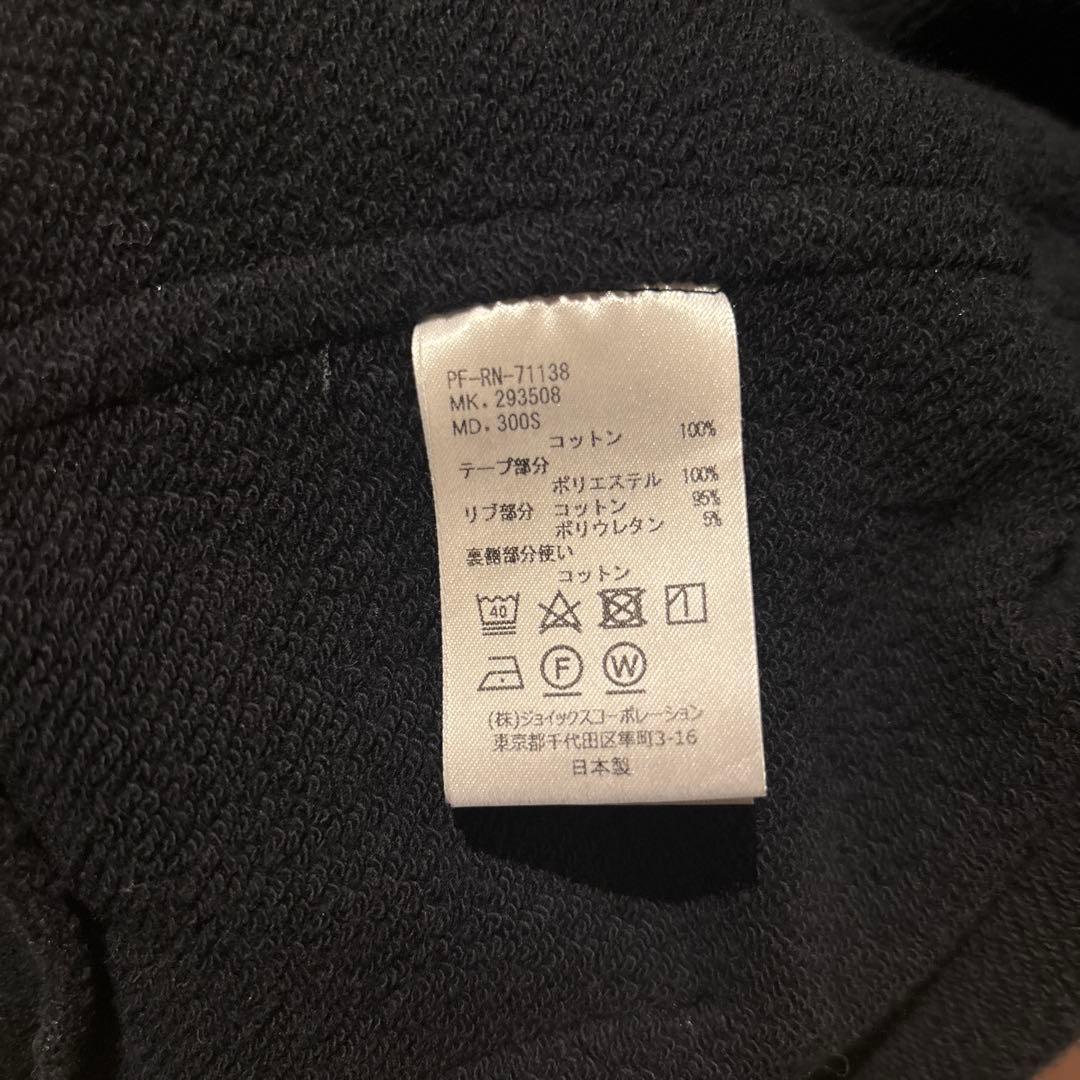 PF-RN-71138
MK.293508
MD.300S
コットン 100%
テープ部分
ポリエステル 100%
リブ部分 コットン 95%
ポリウレタン 5%
裏側部分使い
コットン
40
F W
(株)ジョイックスコーポレーション
東京都千代田区隼町3-16
日本製